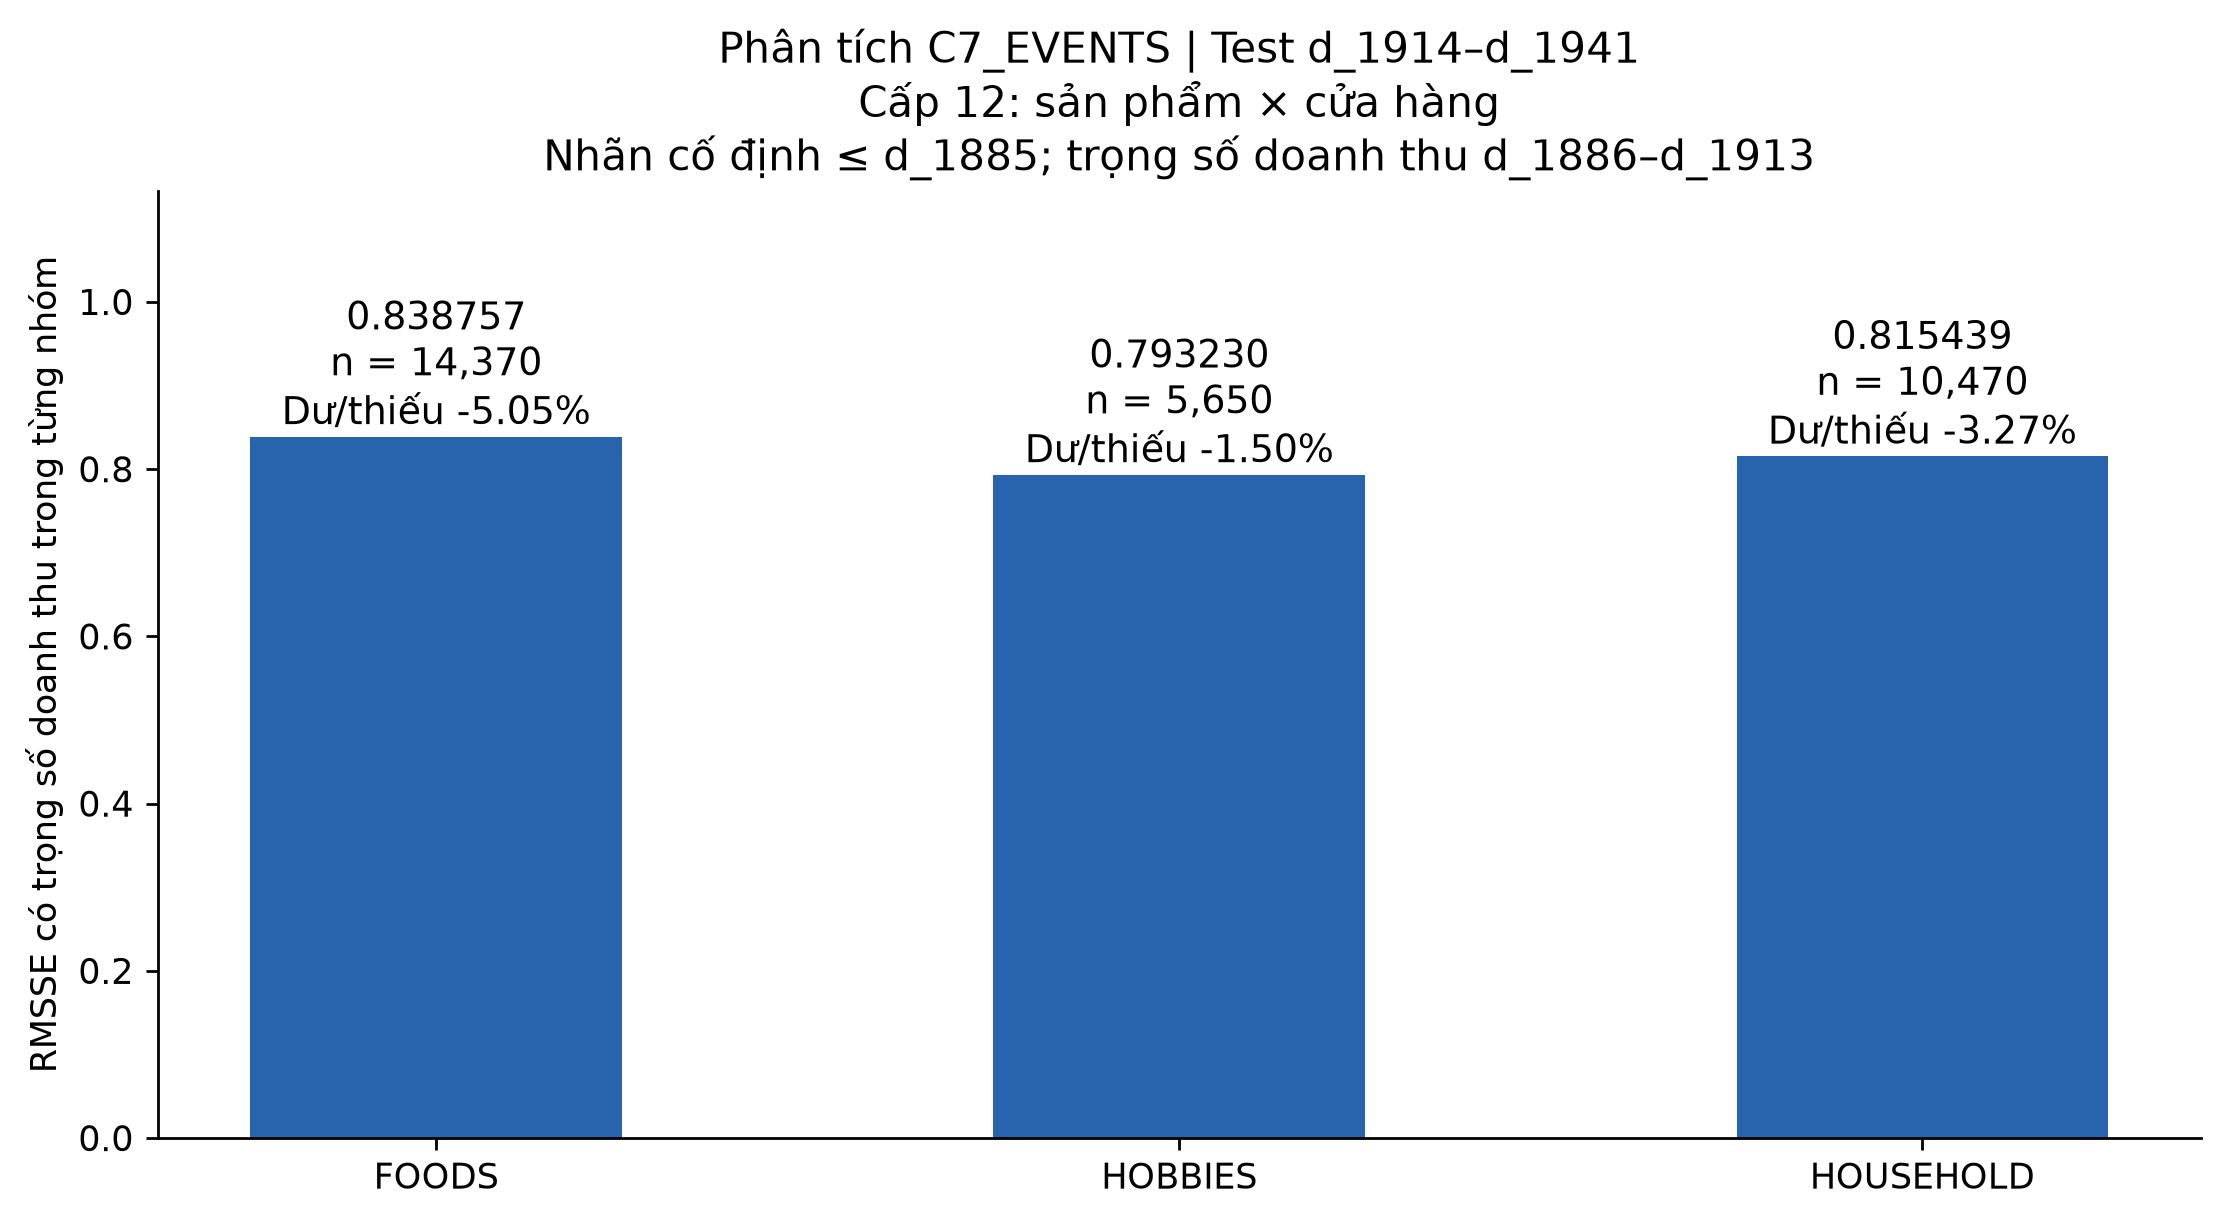 Phân tích C7_EVENTS | Test d_1914–d_1941
Cấp 12: sản phẩm × cửa hàng
Nhãn cố định ≤ d_1885; trọng số doanh thu d_1886–d_1913
RMSSE có trọng số doanh thu trong từng nhóm
1.0
0.8
0.6
0.4
0.2
0.0
0.838757
n = 14,370
Dư/thiếu -5.05%
0.793230
n = 5,650
Dư/thiếu -1.50%
0.815439
n = 10,470
Dư/thiếu -3.27%
FOODS
HOBBIES
HOUSEHOLD